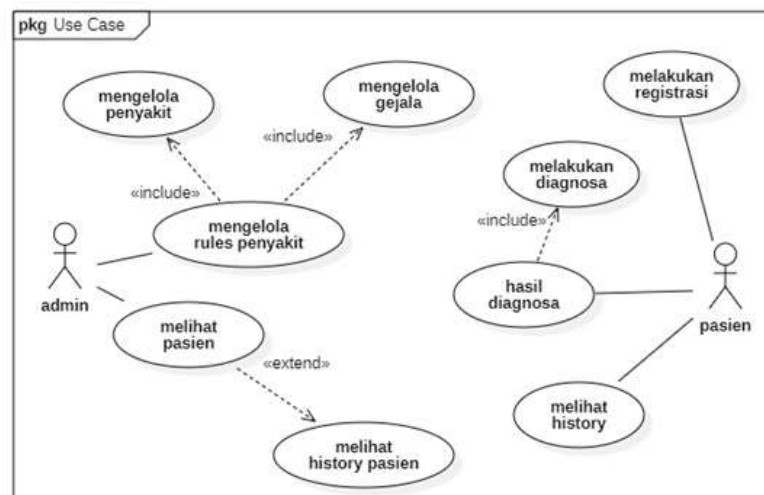 pkg Use Case
mengelola
penyakit
mengelola
gejala
melakukan
registrasi
«include»
melakukan
diagnosa
«include»
«include»
mengelola
rules penyakit
admin
hasil
diagnosa
pasien
melihat
pasien
«extend»
melihat
history
melihat
history pasien